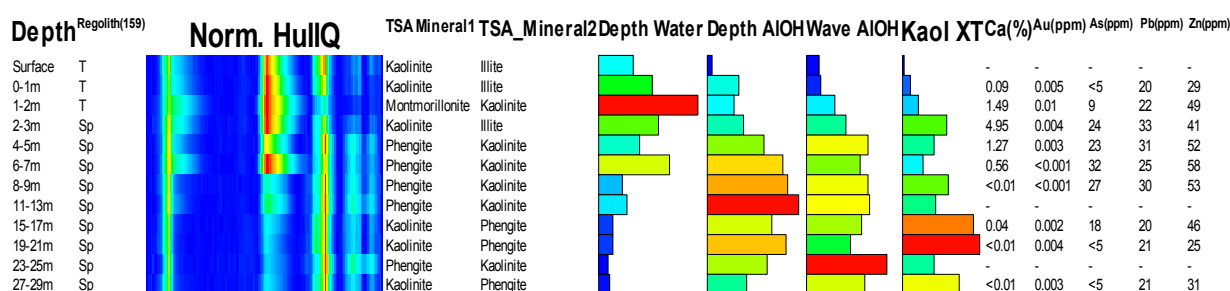 Depth Regolith(159) Norm. HullQ TSA Mineral1 TSA_Mineral2 Depth Water Depth AlOH Wave AlOH Kaol XT Ca(%) Au(ppm) As(ppm) Pb(ppm) Zn(ppm)
Surface T Kaolinite Illite - - - - -
0-1m T Kaolinite Illite 0.09 0.005 <5 20 29
1-2m T Montmorillonite Kaolinite 1.49 0.01 9 22 49
2-3m Sp Kaolinite Illite 4.95 0.004 24 33 41
4-5m Sp Phengite Kaolinite 1.27 0.003 23 31 52
6-7m Sp Phengite Kaolinite 0.56 <0.001 32 25 58
8-9m Sp Phengite Kaolinite <0.01 <0.001 27 30 53
11-13m Sp Phengite Kaolinite - - - - -
15-17m Sp Kaolinite Phengite 0.04 0.002 18 20 46
19-21m Sp Kaolinite Phengite <0.01 0.004 <5 21 25
23-25m Sp Phengite Kaolinite - - - - -
27-29m Sp Kaolinite Phengite <0.01 0.003 <5 21 31